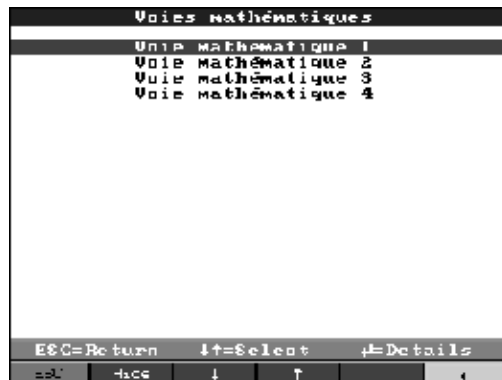 Voies mathématiques
Voie mathématique 1
Voie mathématique 2
Voie mathématique 3
Voie mathématique 4
ESC=Return ↓↑=Select ↵=Details
↓ ↑